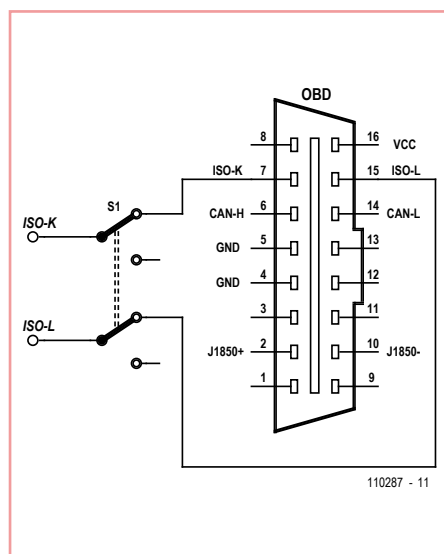 OBD
8
16
VCC
ISO-K
7
15
ISO-L
S1
ISO-K
CAN-H
6
14
CAN-L
GND
5
13
GND
4
12
ISO-L
3
11
J1850+
2
10
J1850-
1
9
110287 - 11